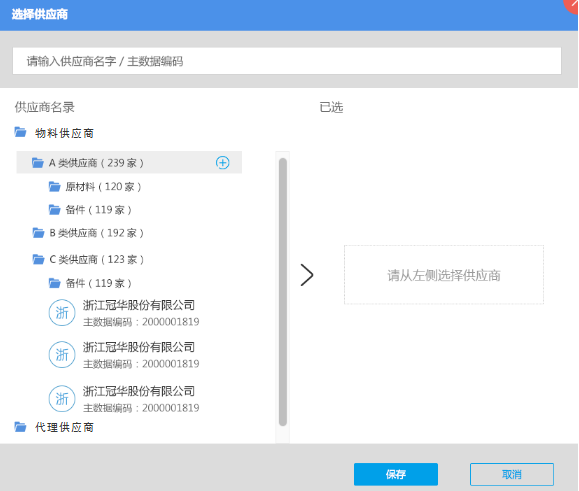 选择供应商
请输入供应商名字 / 主数据编码
供应商名录
已选
物料供应商
A 类供应商 ( 239 家 )
原材料 ( 120 家 )
备件 ( 119 家 )
B 类供应商 ( 192 家 )
C 类供应商 ( 123 家 )
备件 ( 119 家 )
浙
浙江冠华股份有限公司
主数据编码：2000001819
浙
浙江冠华股份有限公司
主数据编码：2000001819
浙
浙江冠华股份有限公司
主数据编码：2000001819
代理供应商
请从左侧选择供应商
保存
取消